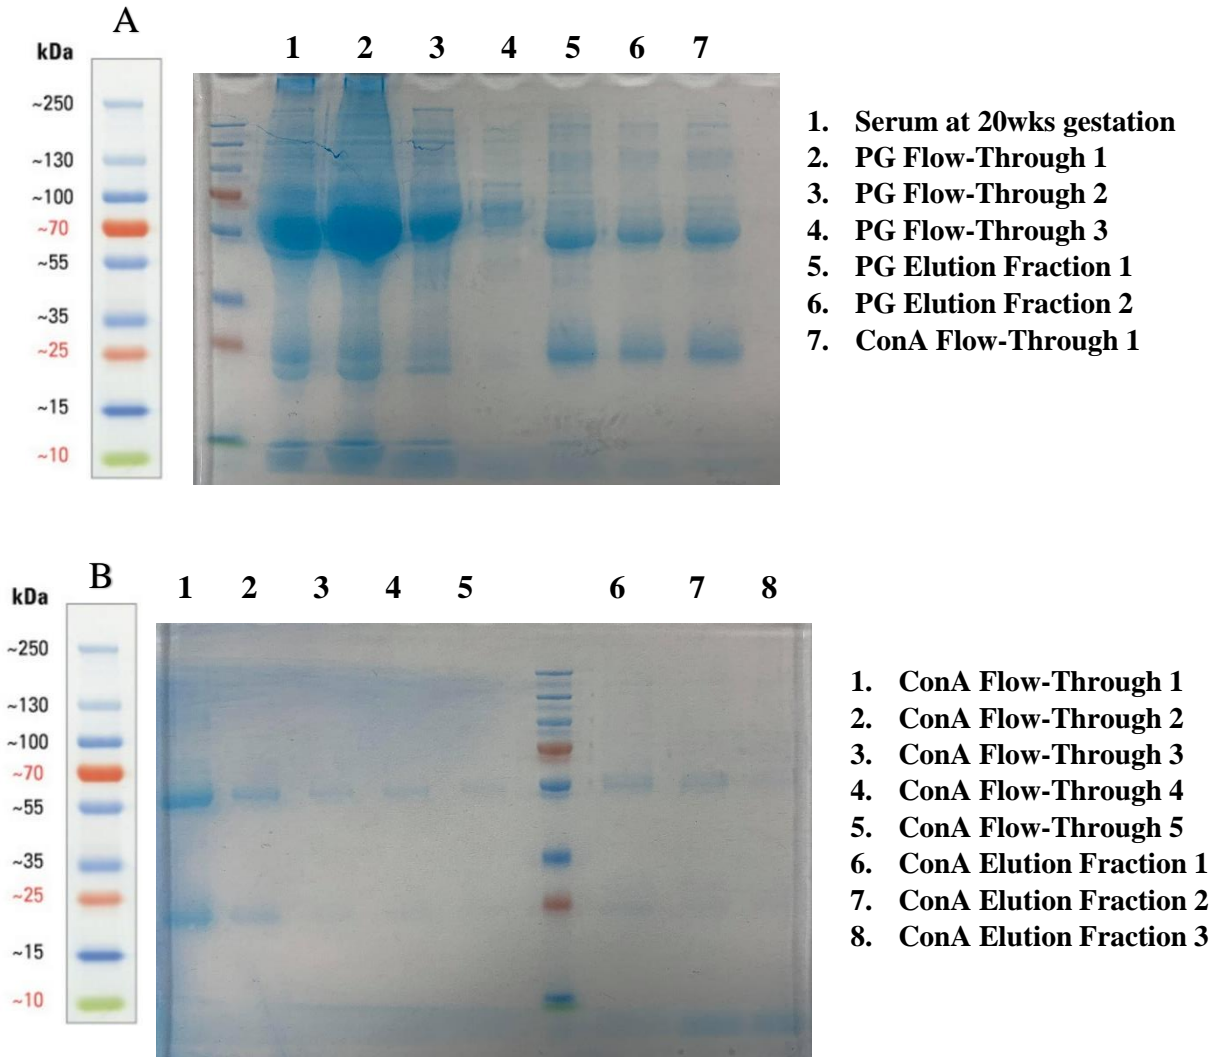 A
kDa
~250
~130
~100
~70
~55
~35
~25
~15
~10
1 2 3 4 5 6 7
1. Serum at 20wks gestation
2. PG Flow-Through 1
3. PG Flow-Through 2
4. PG Flow-Through 3
5. PG Elution Fraction 1
6. PG Elution Fraction 2
7. ConA Flow-Through 1
B
kDa
~250
~130
~100
~70
~55
~35
~25
~15
~10
1 2 3 4 5 6 7 8
1. ConA Flow-Through 1
2. ConA Flow-Through 2
3. ConA Flow-Through 3
4. ConA Flow-Through 4
5. ConA Flow-Through 5
6. ConA Elution Fraction 1
7. ConA Elution Fraction 2
8. ConA Elution Fraction 3